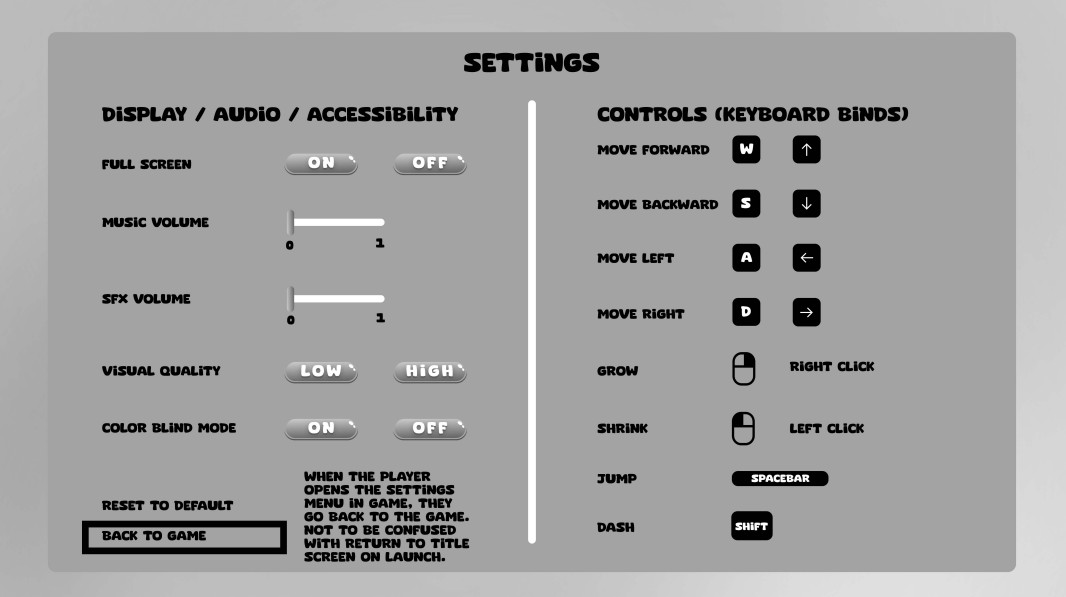 SETTINGS
DISPLAY / AUDIO / ACCESSIBILITY
FULL SCREEN
ON
OFF
MUSIC VOLUME
0
1
SFX VOLUME
0
1
VISUAL QUALITY
LOW
HIGH
COLOR BLIND MODE
ON
OFF
RESET TO DEFAULT
BACK TO GAME
WHEN THE PLAYER
OPENS THE SETTINGS
MENU IN GAME, THEY
GO BACK TO THE GAME.
NOT TO BE CONFUSED
WITH RETURN TO TITLE
SCREEN ON LAUNCH.
CONTROLS (KEYBOARD BINDS)
MOVE FORWARD W ↑
MOVE BACKWARD S ↓
MOVE LEFT A ←
MOVE RIGHT D →
GROW RIGHT CLICK
SHRINK LEFT CLICK
JUMP SPACEBAR
DASH SHIFT